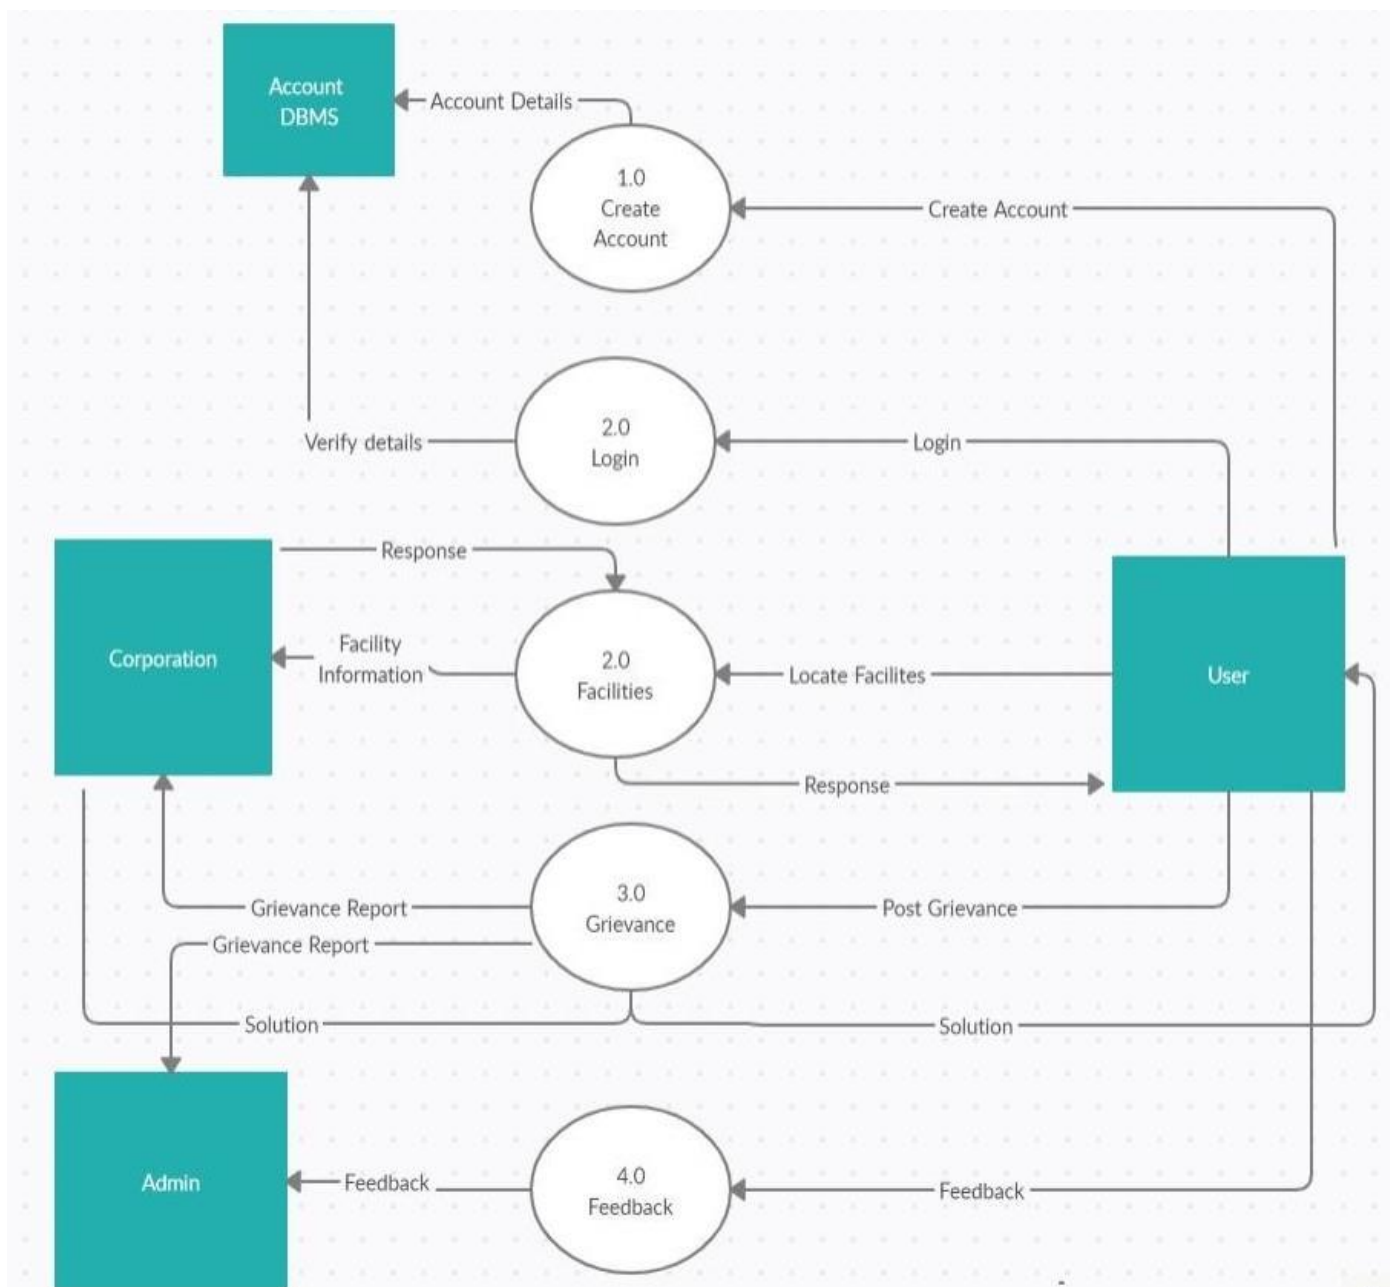 Account
DBMS
Account Details
1.0
Create
Account
Create Account
2.0
Login
Verify details
Login
Response
Corporation
Facility
Information
2.0
Facilities
Locate Facilites
User
Response
3.0
Grievance
Grievance Report
Post Grievance
Grievance Report
Solution
Solution
Admin
Feedback
4.0
Feedback
Feedback